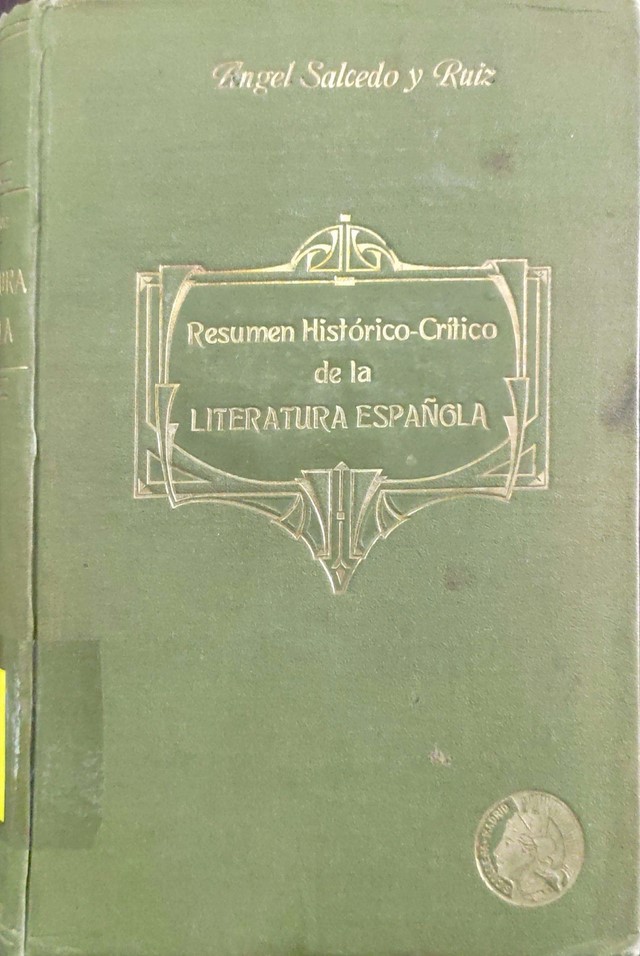 Angel Salcedo y Ruiz
Resumen Histórico-Crítico
de la
LITERATURA ESPAÑOLA